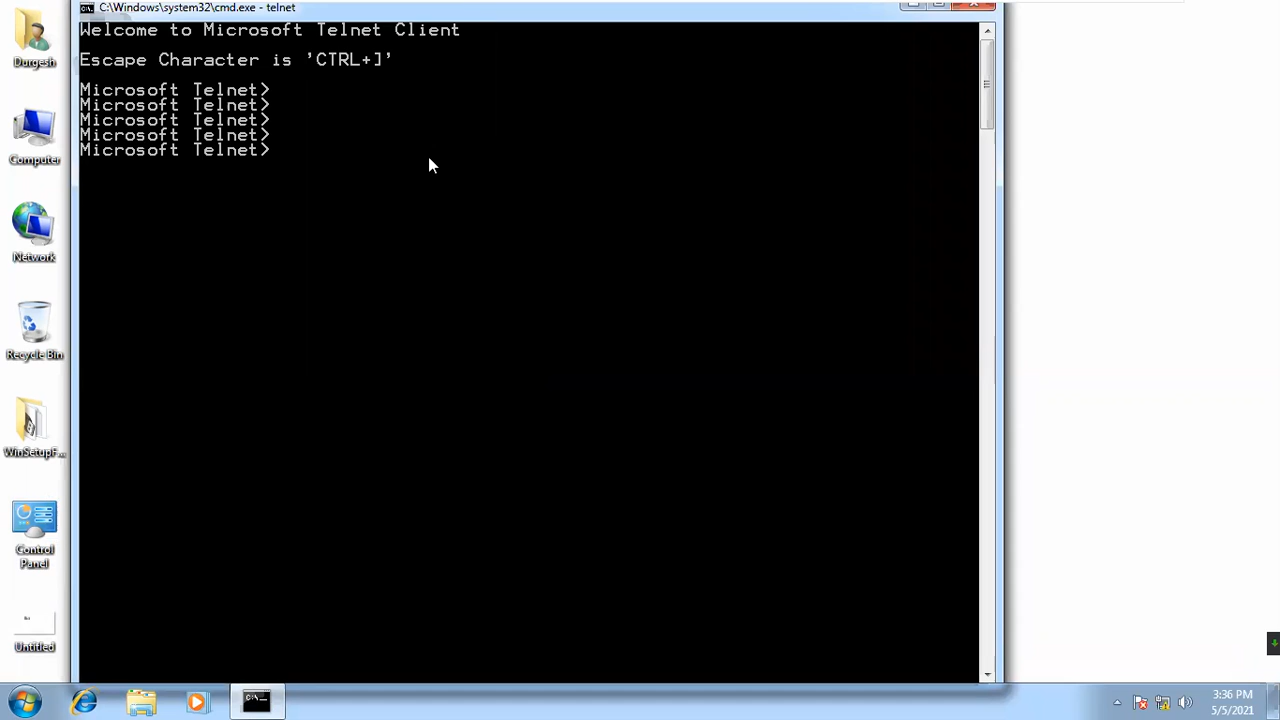 C:\Windows\system32\cmd.exe - telnet
Welcome to Microsoft Telnet Client
Escape Character is 'CTRL+]'
Microsoft Telnet>
Microsoft Telnet>
Microsoft Telnet>
Microsoft Telnet>
Microsoft Telnet>
Durgesh
Computer
Network
Recycle Bin
WinSetupF...
Control
Panel
Untitled
3:36 PM
5/5/2021